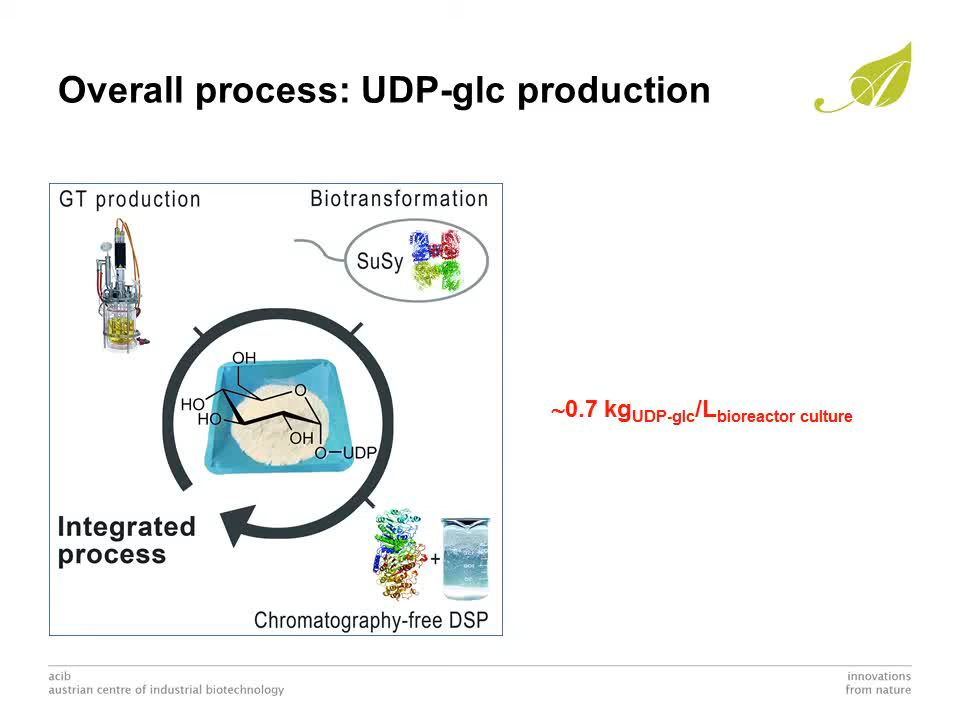 Overall process: UDP-glc production
GT production
Biotransformation
SuSy
OH
O
HO
HO
OH
O
UDP
Integrated
process
+
Chromatography-free DSP
~0.7 kgUDP-glc/Lbioreactor culture
acib
austrian centre of industrial biotechnology
innovations
from nature